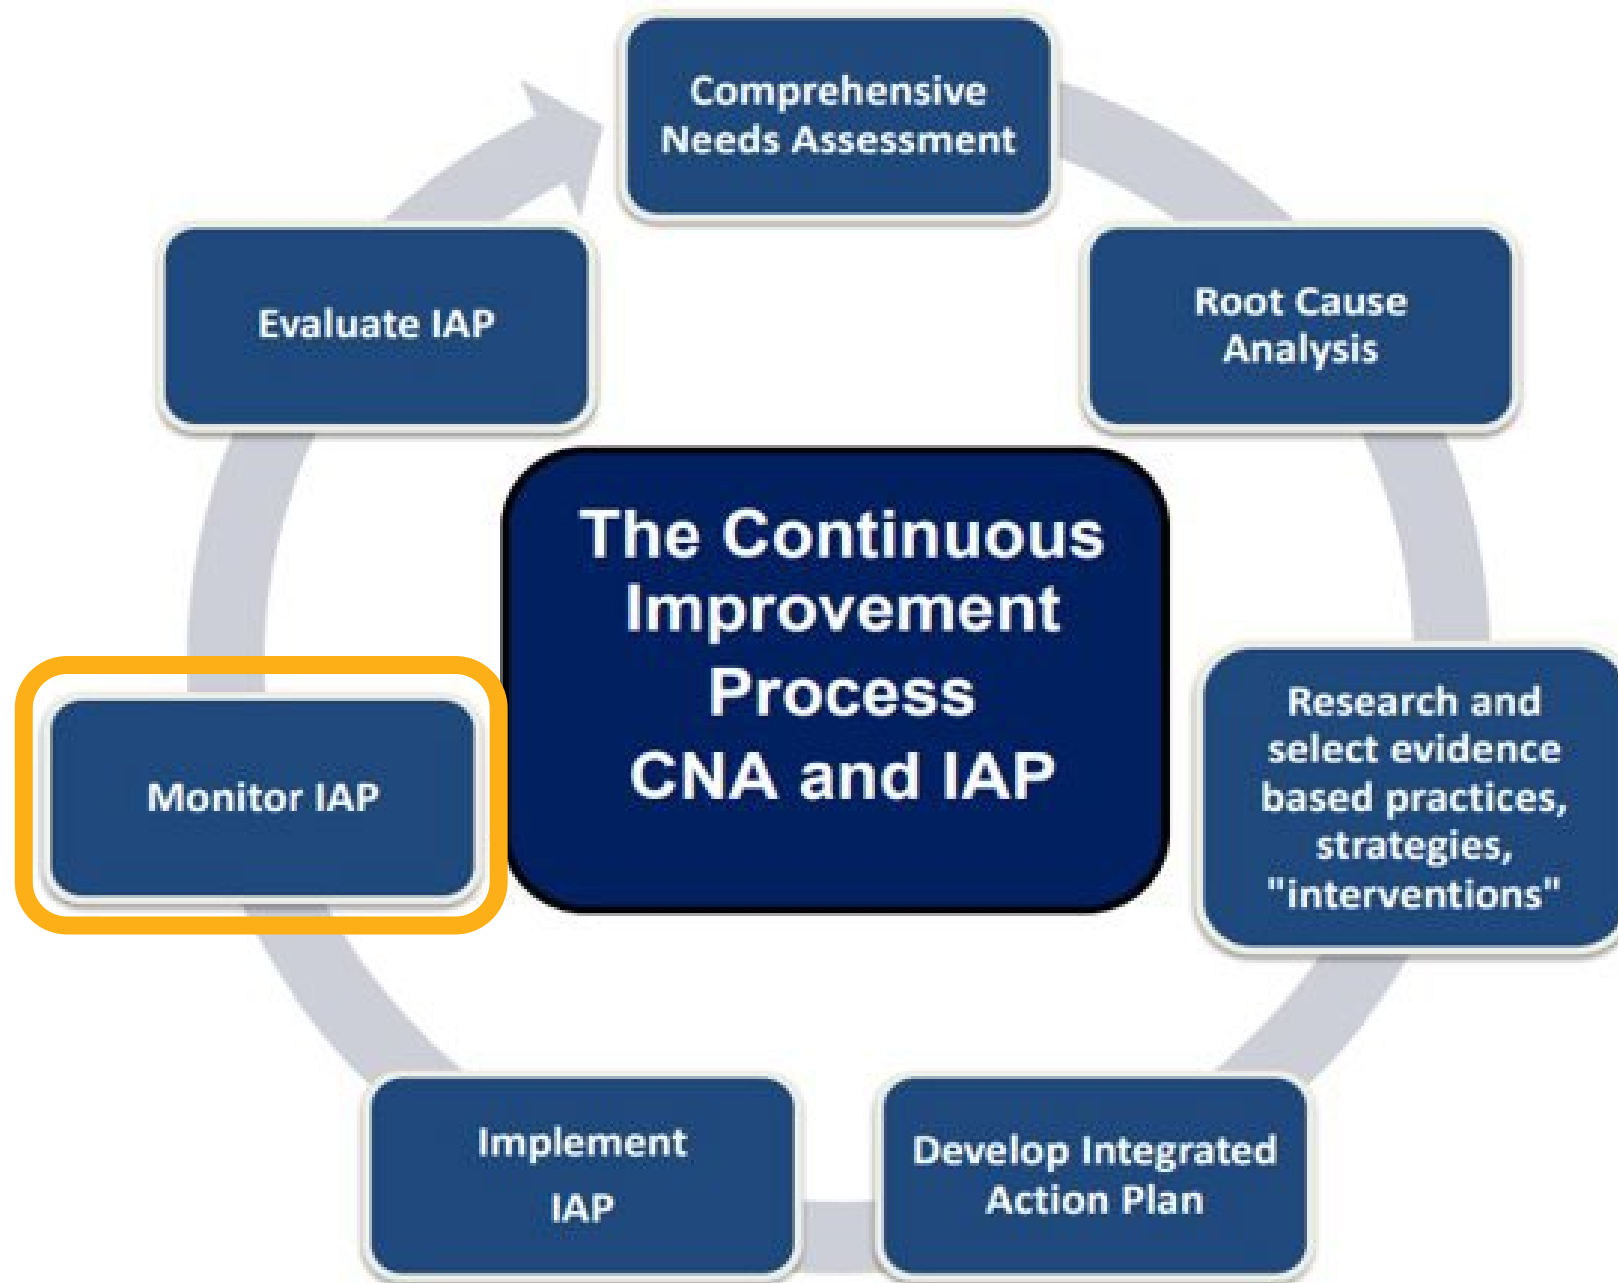 Comprehensive
Needs Assessment
Root Cause
Analysis
Research and
select evidence
based practices,
strategies,
"interventions"
Develop Integrated
Action Plan
Implement
IAP
Monitor IAP
Evaluate IAP
The Continuous
Improvement
Process
CNA and IAP